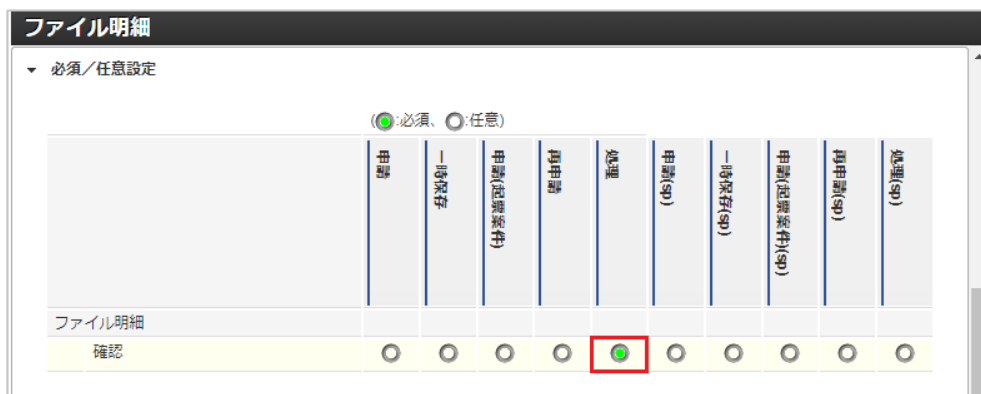 ファイル明細
必須／任意設定
(:必須、:任意)
申請
一時保存
申請(起票案件)
再申請
処理
申請(sp)
一時保存(sp)
申請(起票案件)(sp)
再申請(sp)
処理(sp)
ファイル明細
確認